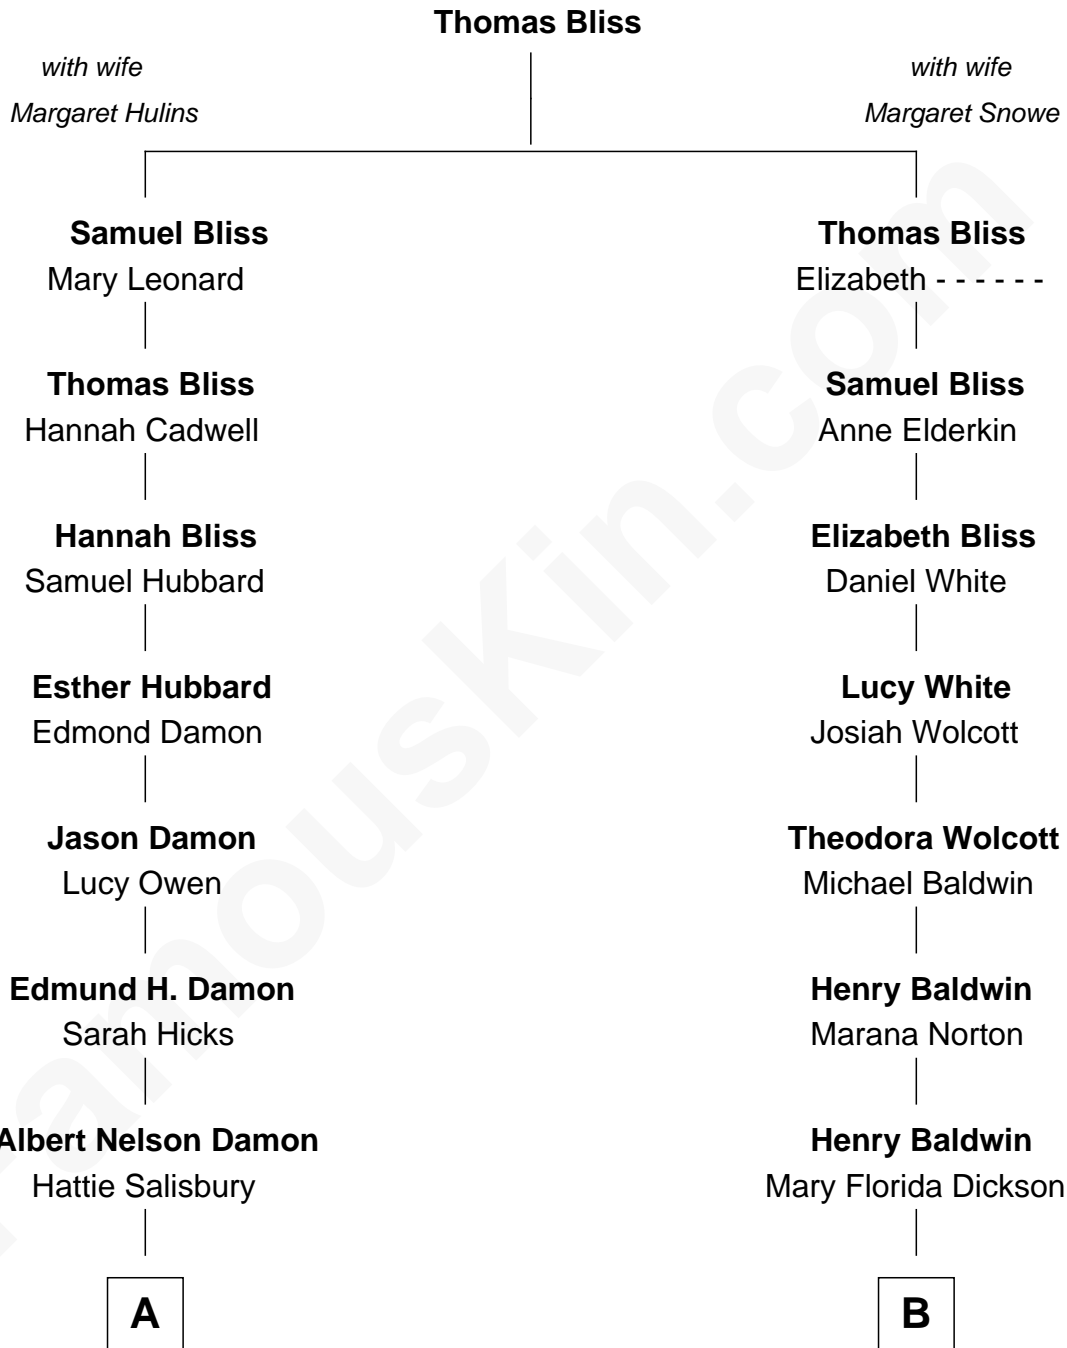 Thomas Bliss
with wife
Margaret Hulins
with wife
Margaret Snowe
Samuel Bliss
Mary Leonard
Thomas Bliss
Elizabeth - - - - - -
Thomas Bliss
Hannah Cadwell
Samuel Bliss
Anne Elderkin
Hannah Bliss
Samuel Hubbard
Elizabeth Bliss
Daniel White
Esther Hubbard
Edmond Damon
Lucy White
Josiah Wolcott
Jason Damon
Lucy Owen
Theodora Wolcott
Michael Baldwin
Edmund H. Damon
Sarah Hicks
Henry Baldwin
Marana Norton
Albert Nelson Damon
Hattie Salisbury
Henry Baldwin
Mary Florida Dickson
A
B
FamousKin.com